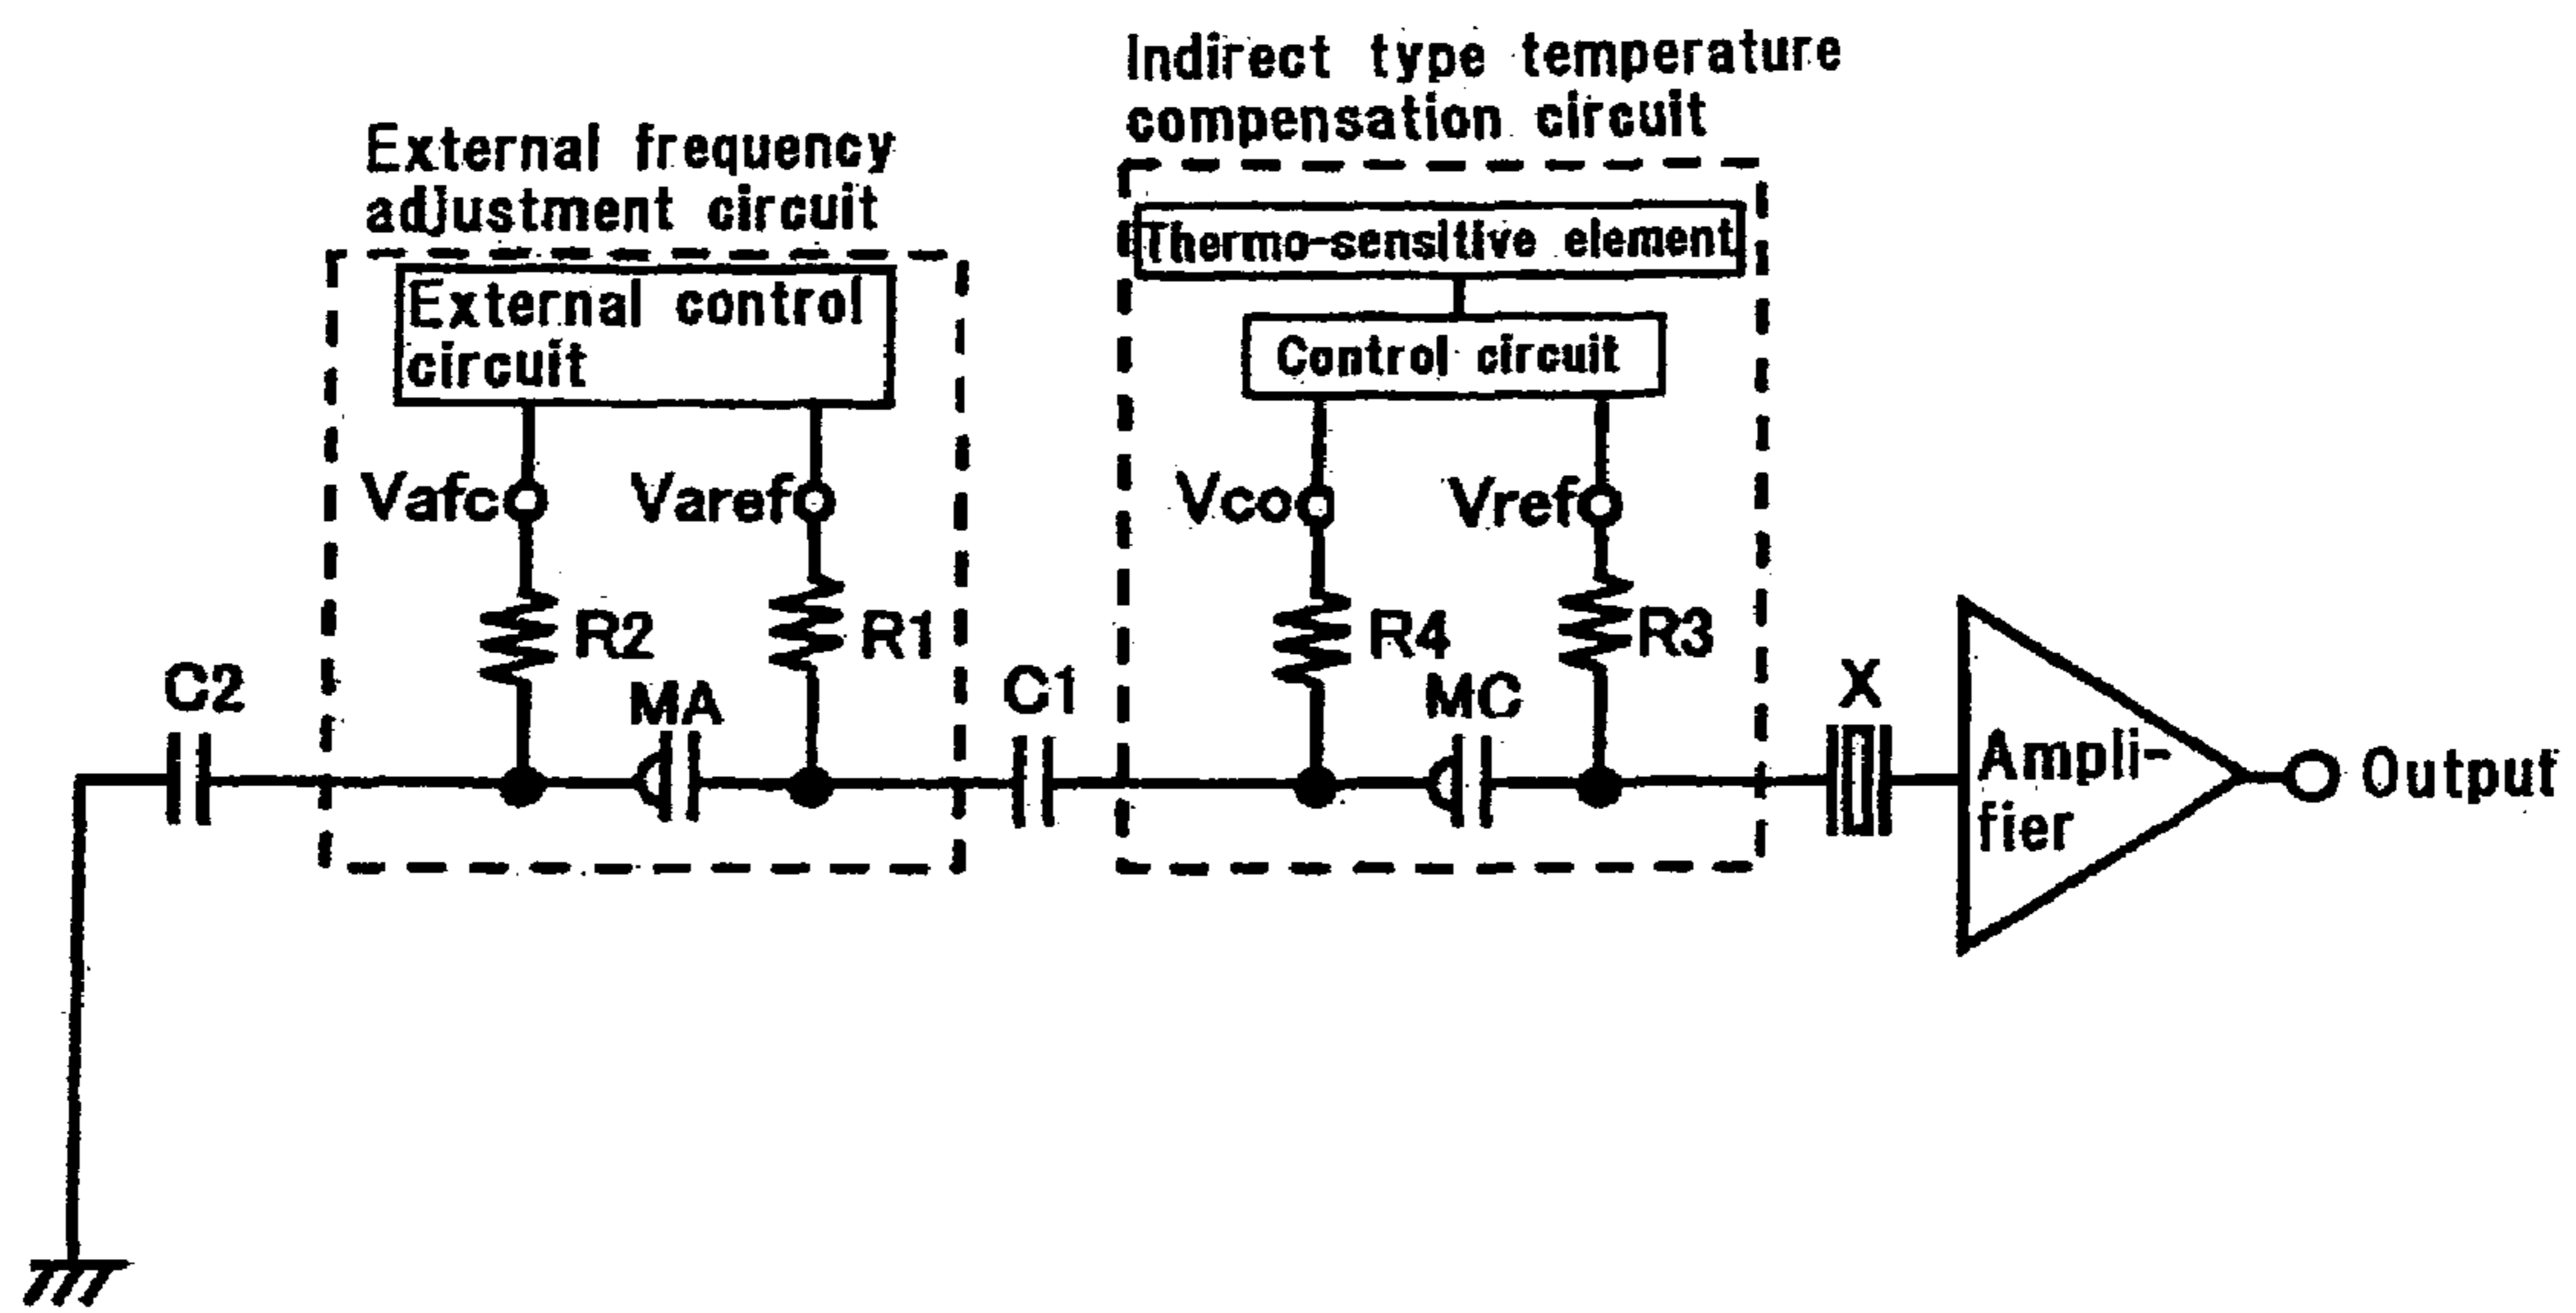 Indirect type temperature
compensation circuit
External frequency
adjustment circuit
Thermo-sensitive element
External control
circuit
Control circuit
Vafc
Varef
Vco
Vref
R2
R1
R4
R3
C2
MA
C1
MC
X
Ampli-
fier
Output